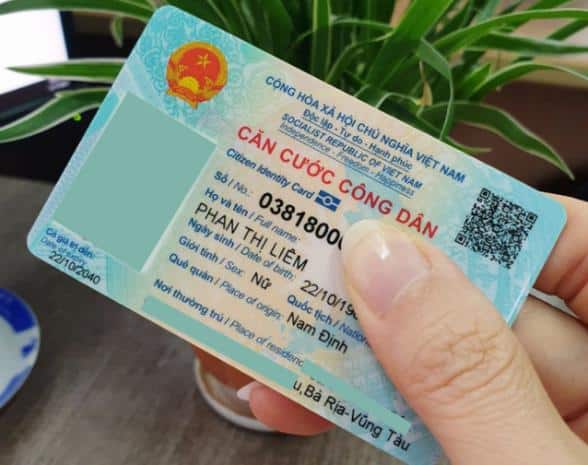 CỘNG HÒA XÃ HỘI CHỦ NGHĨA VIỆT NAM
Độc lập - Tự do - Hạnh phúc
SOCIALIST REPUBLIC OF VIET NAM
Independence - Freedom - Happiness
CĂN CƯỚC CÔNG DÂN
Citizen Identity Card
Số / No.: 0381800
Họ và tên / Full name:
PHAN THỊ LIÊM
Ngày sinh / Date of birth: 22/10/19
Giới tính / Sex: Nữ Quốc tịch /
Quê quán / Place of origin:
Nam Định
Nơi thường trú / Place of
u,Bà Rịa-Vũng Tàu
Có giá trị đến:
Date of expiry
22/10/2040